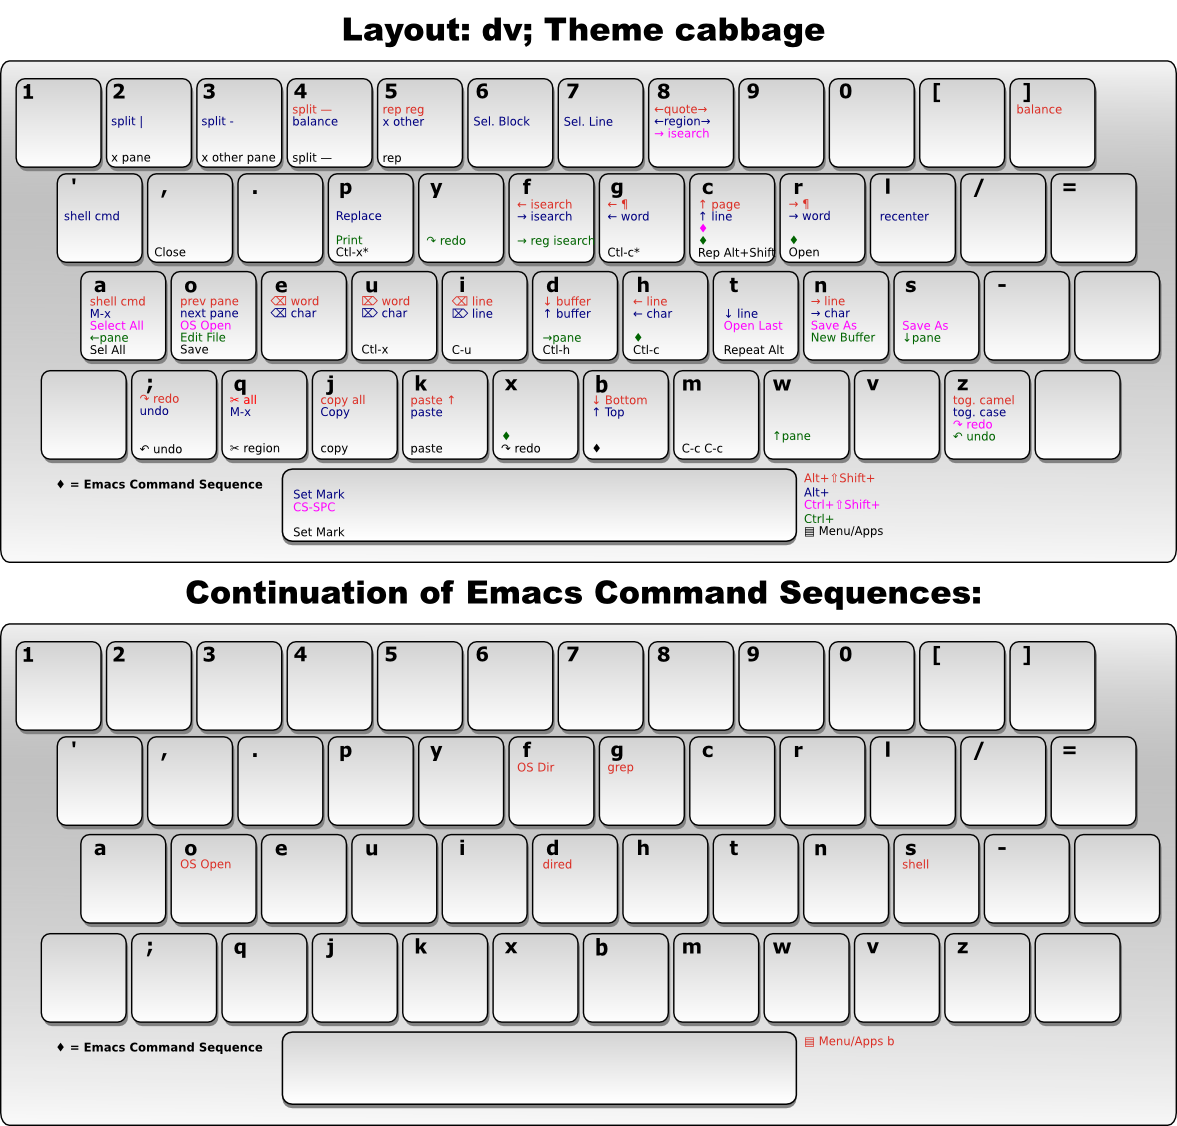 Layout: dv; Theme cabbage
1 2 3 4 5 6 7 8 9 0 [ ]
split — rep reg ←quote→ balance
split | split - balance x other Sel. Block Sel. Line ←region→
→ isearch
x pane x other pane split — rep
' , . p y f g c r l / =
← isearch ← ¶ ↑ page → ¶
shell cmd Replace → isearch ← word ↑ line → word recenter
♦
Print ↷ redo → reg isearch ♦ ♦
Close Ctl-x* Ctl-c* Rep Alt+Shift Open
a o e u i d h t n s -
shell cmd prev pane ⌫ word ⌦ word ⌫ line ↓ buffer ← line → line
M-x next pane ⌫ char ⌦ char ⌦ line ↑ buffer ← char ↓ line → char
Select All OS Open Open Last Save As Save As
←pane Edit File →pane ♦ New Buffer ↓pane
Sel All Save Ctl-x C-u Ctl-h Ctl-c Repeat Alt
; q j k x b m w v z
↷ redo ✂ all copy all paste ↑ ↓ Bottom tog. camel
undo M-x Copy paste ↑ Top tog. case
↷ redo
♦ ↑pane ↶ undo
↶ undo ✂ region copy paste ↷ redo ♦ C-c C-c
♦ = Emacs Command Sequence
Set Mark
CS-SPC
Set Mark
Alt+⇧Shift+
Alt+
Ctrl+⇧Shift+
Ctrl+
▤ Menu/Apps
Continuation of Emacs Command Sequences:
1 2 3 4 5 6 7 8 9 0 [ ]
' , . p y f g c r l / =
OS Dir grep
a o e u i d h t n s -
OS Open dired shell
; q j k x b m w v z
♦ = Emacs Command Sequence
▤ Menu/Apps b